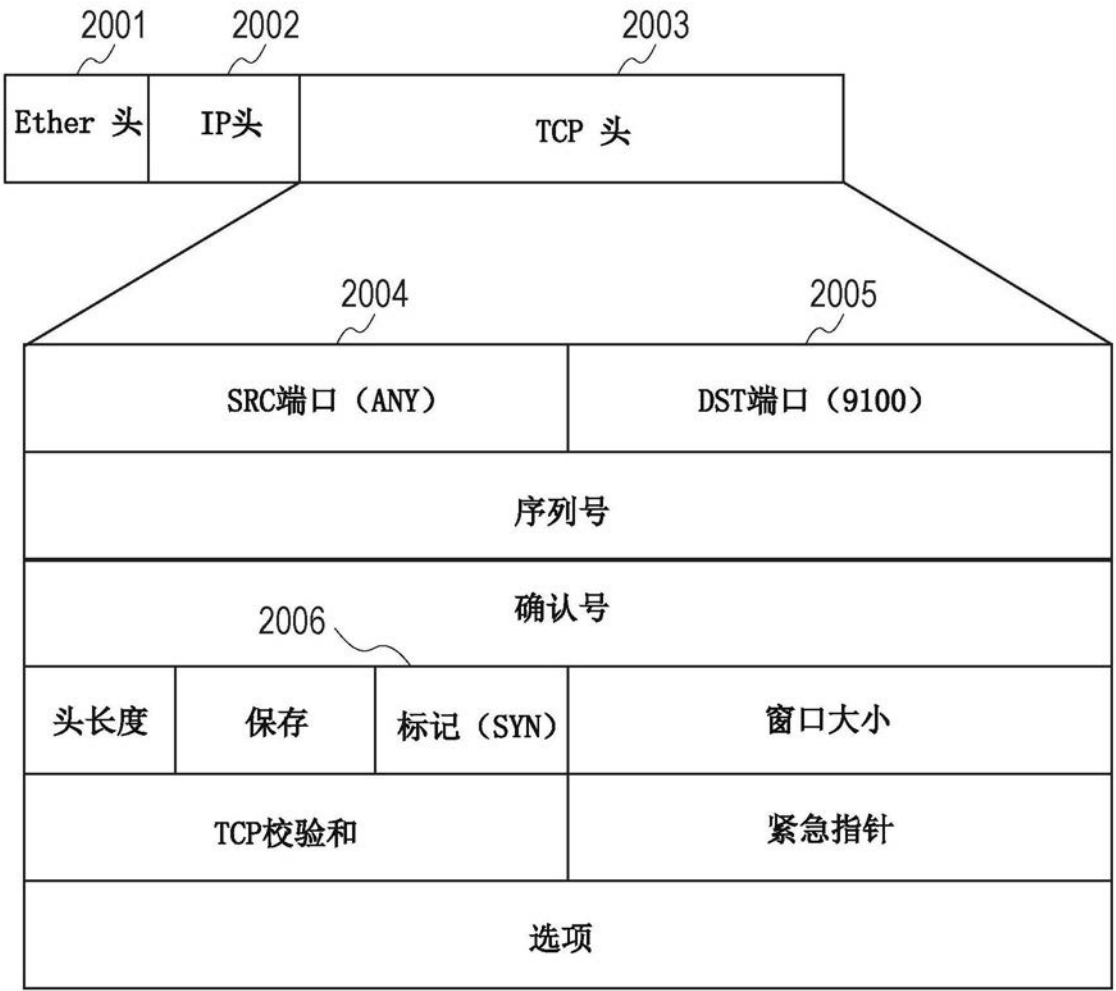 2001 2002 2003
Ether 头 IP头 TCP 头
2004 2005
SRC端口（ANY） DST端口（9100）
序列号
确认号
2006
头长度 保存 标记（SYN） 窗口大小
TCP校验和 紧急指针
选项